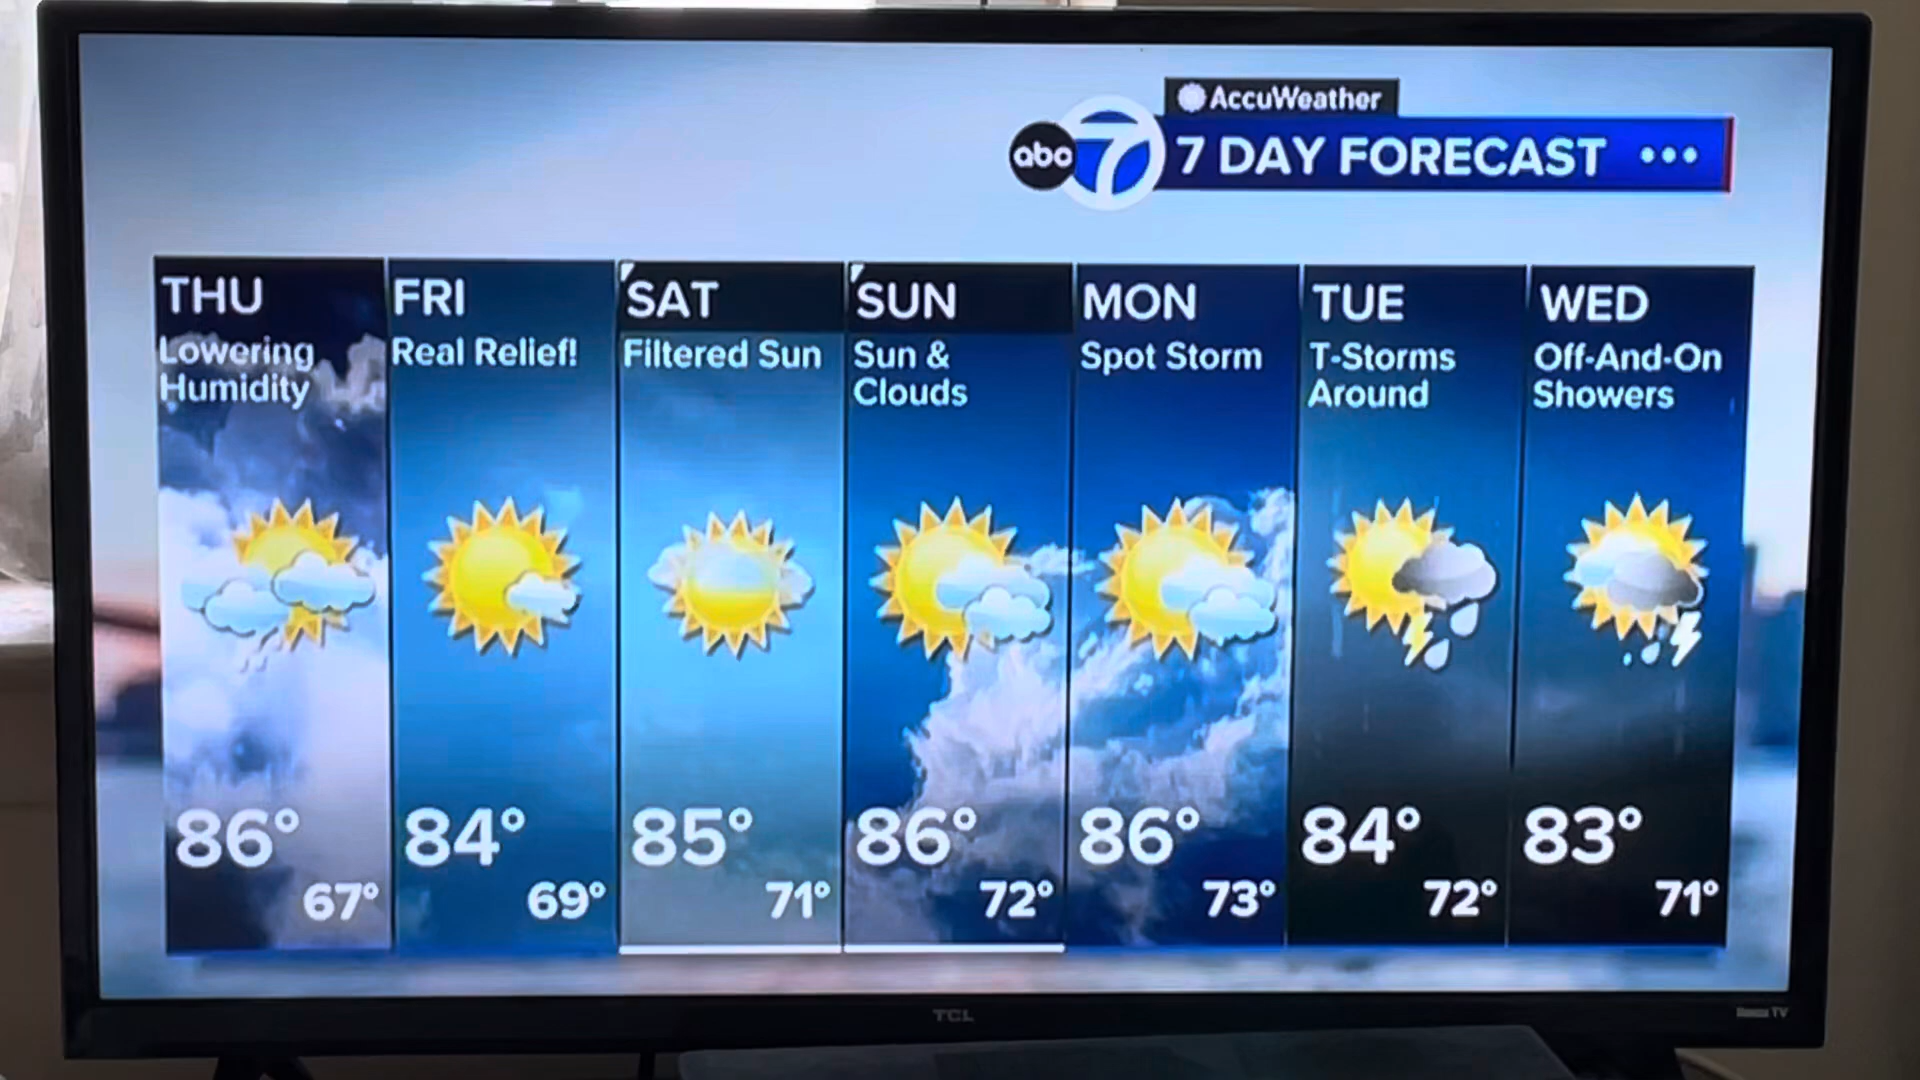 AccuWeather
abc 7 7 DAY FORECAST
THU
Lowering
Humidity
86°
67°
FRI
Real Relief!
84°
69°
SAT
Filtered Sun
85°
71°
SUN
Sun &
Clouds
86°
72°
MON
Spot Storm
86°
73°
TUE
T-Storms
Around
84°
72°
WED
Off-And-On
Showers
83°
71°
TCL
Roku TV